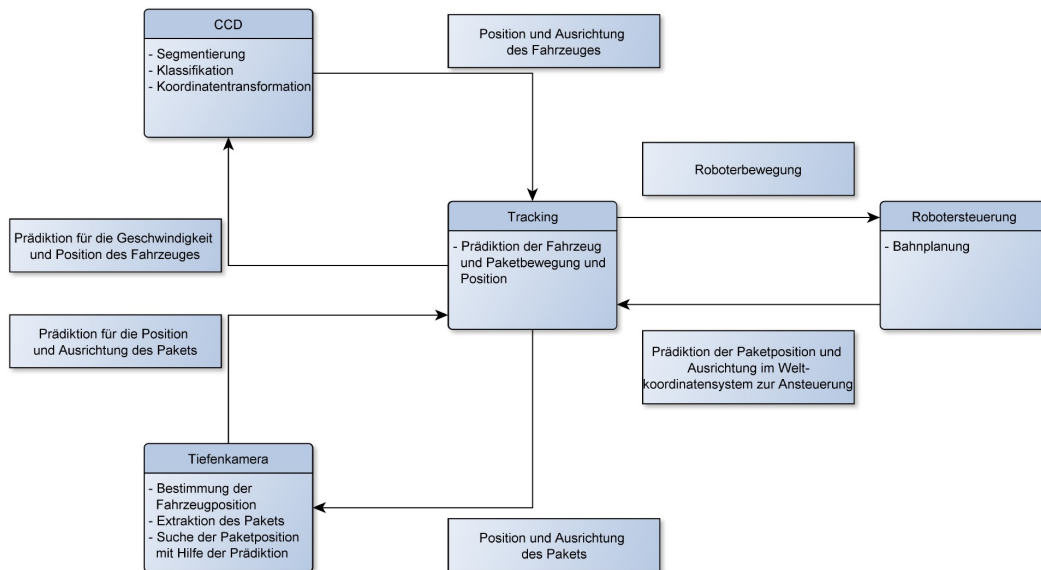 CCD
- Segmentierung
- Klassifikation
- Koordinatentransformation
Position und Ausrichtung
des Fahrzeuges
Roboterbewegung
Prädiktion für die Geschwindigkeit
und Position des Fahrzeuges
Tracking
- Prädiktion der Fahrzeug
und Paketbewegung und
Position
Robotersteuerung
- Bahnplanung
Prädiktion für die Position
und Ausrichtung des Pakets
Prädiktion der Paketposition und
Ausrichtung im Welt-
koordinatensystem zur Ansteuerung
Tiefenkamera
- Bestimmung der
Fahrzeugposition
- Extraktion des Pakets
- Suche der Paketposition
mit Hilfe der Prädiktion
Position und Ausrichtung
des Pakets